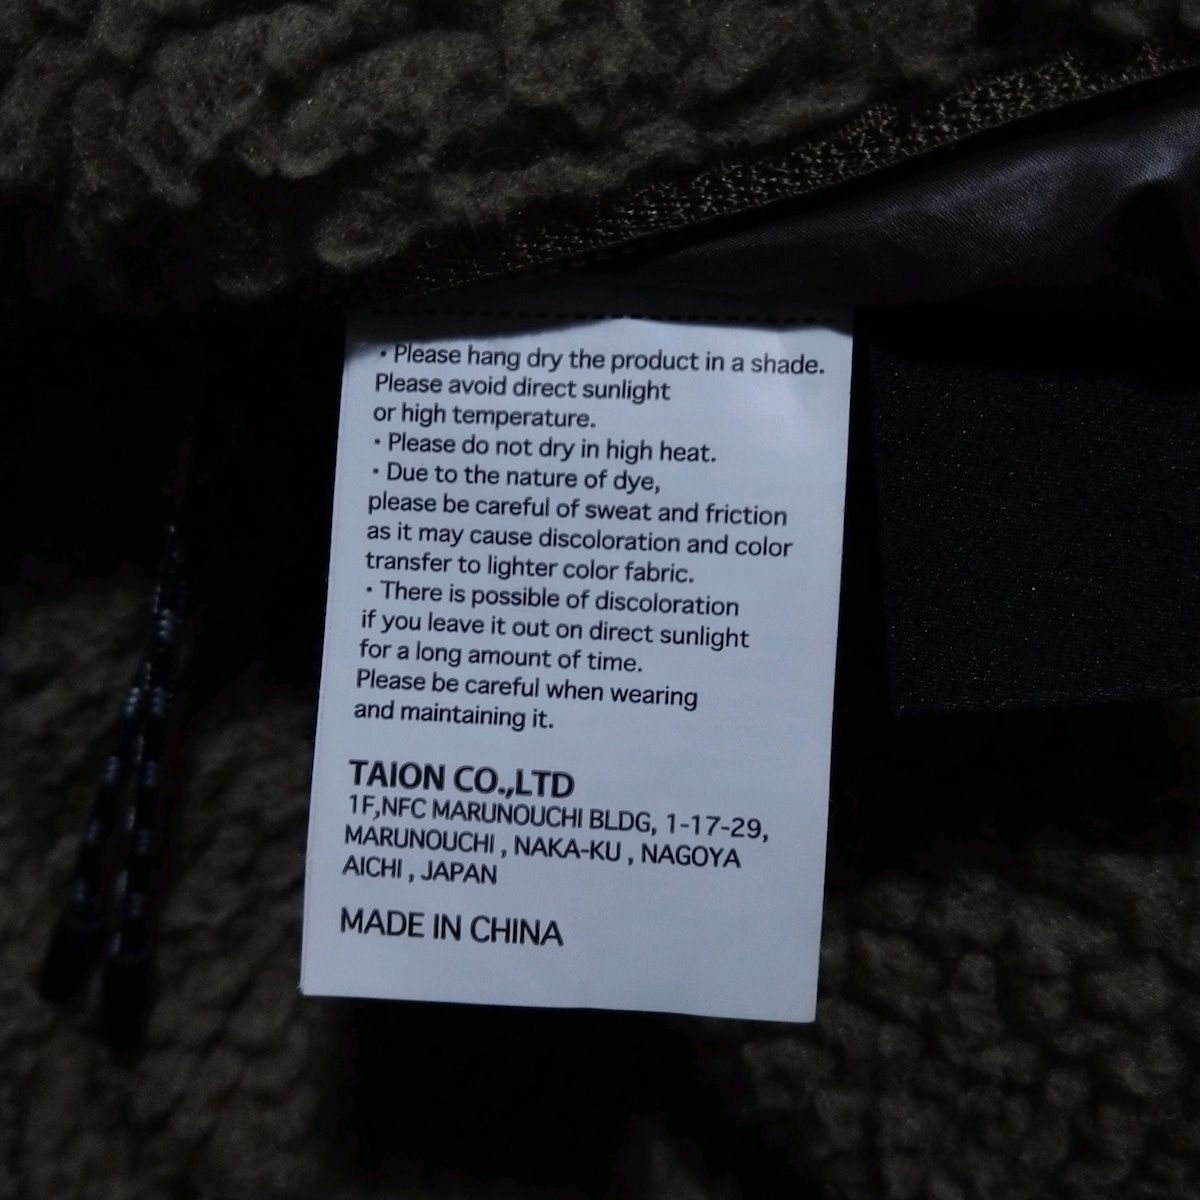 ・Please hang dry the product in a shade.
Please avoid direct sunlight
or high temperature.
・Please do not dry in high heat.
・Due to the nature of dye,
please be careful of sweat and friction
as it may cause discoloration and color
transfer to lighter color fabric.
・There is possible of discoloration
if you leave it out on direct sunlight
for a long amount of time.
Please be careful when wearing
and maintaining it.
TAION CO.,LTD
1F,NFC MARUNOUCHI BLDG, 1-17-29,
MARUNOUCHI , NAKA-KU , NAGOYA
AICHI , JAPAN
MADE IN CHINA